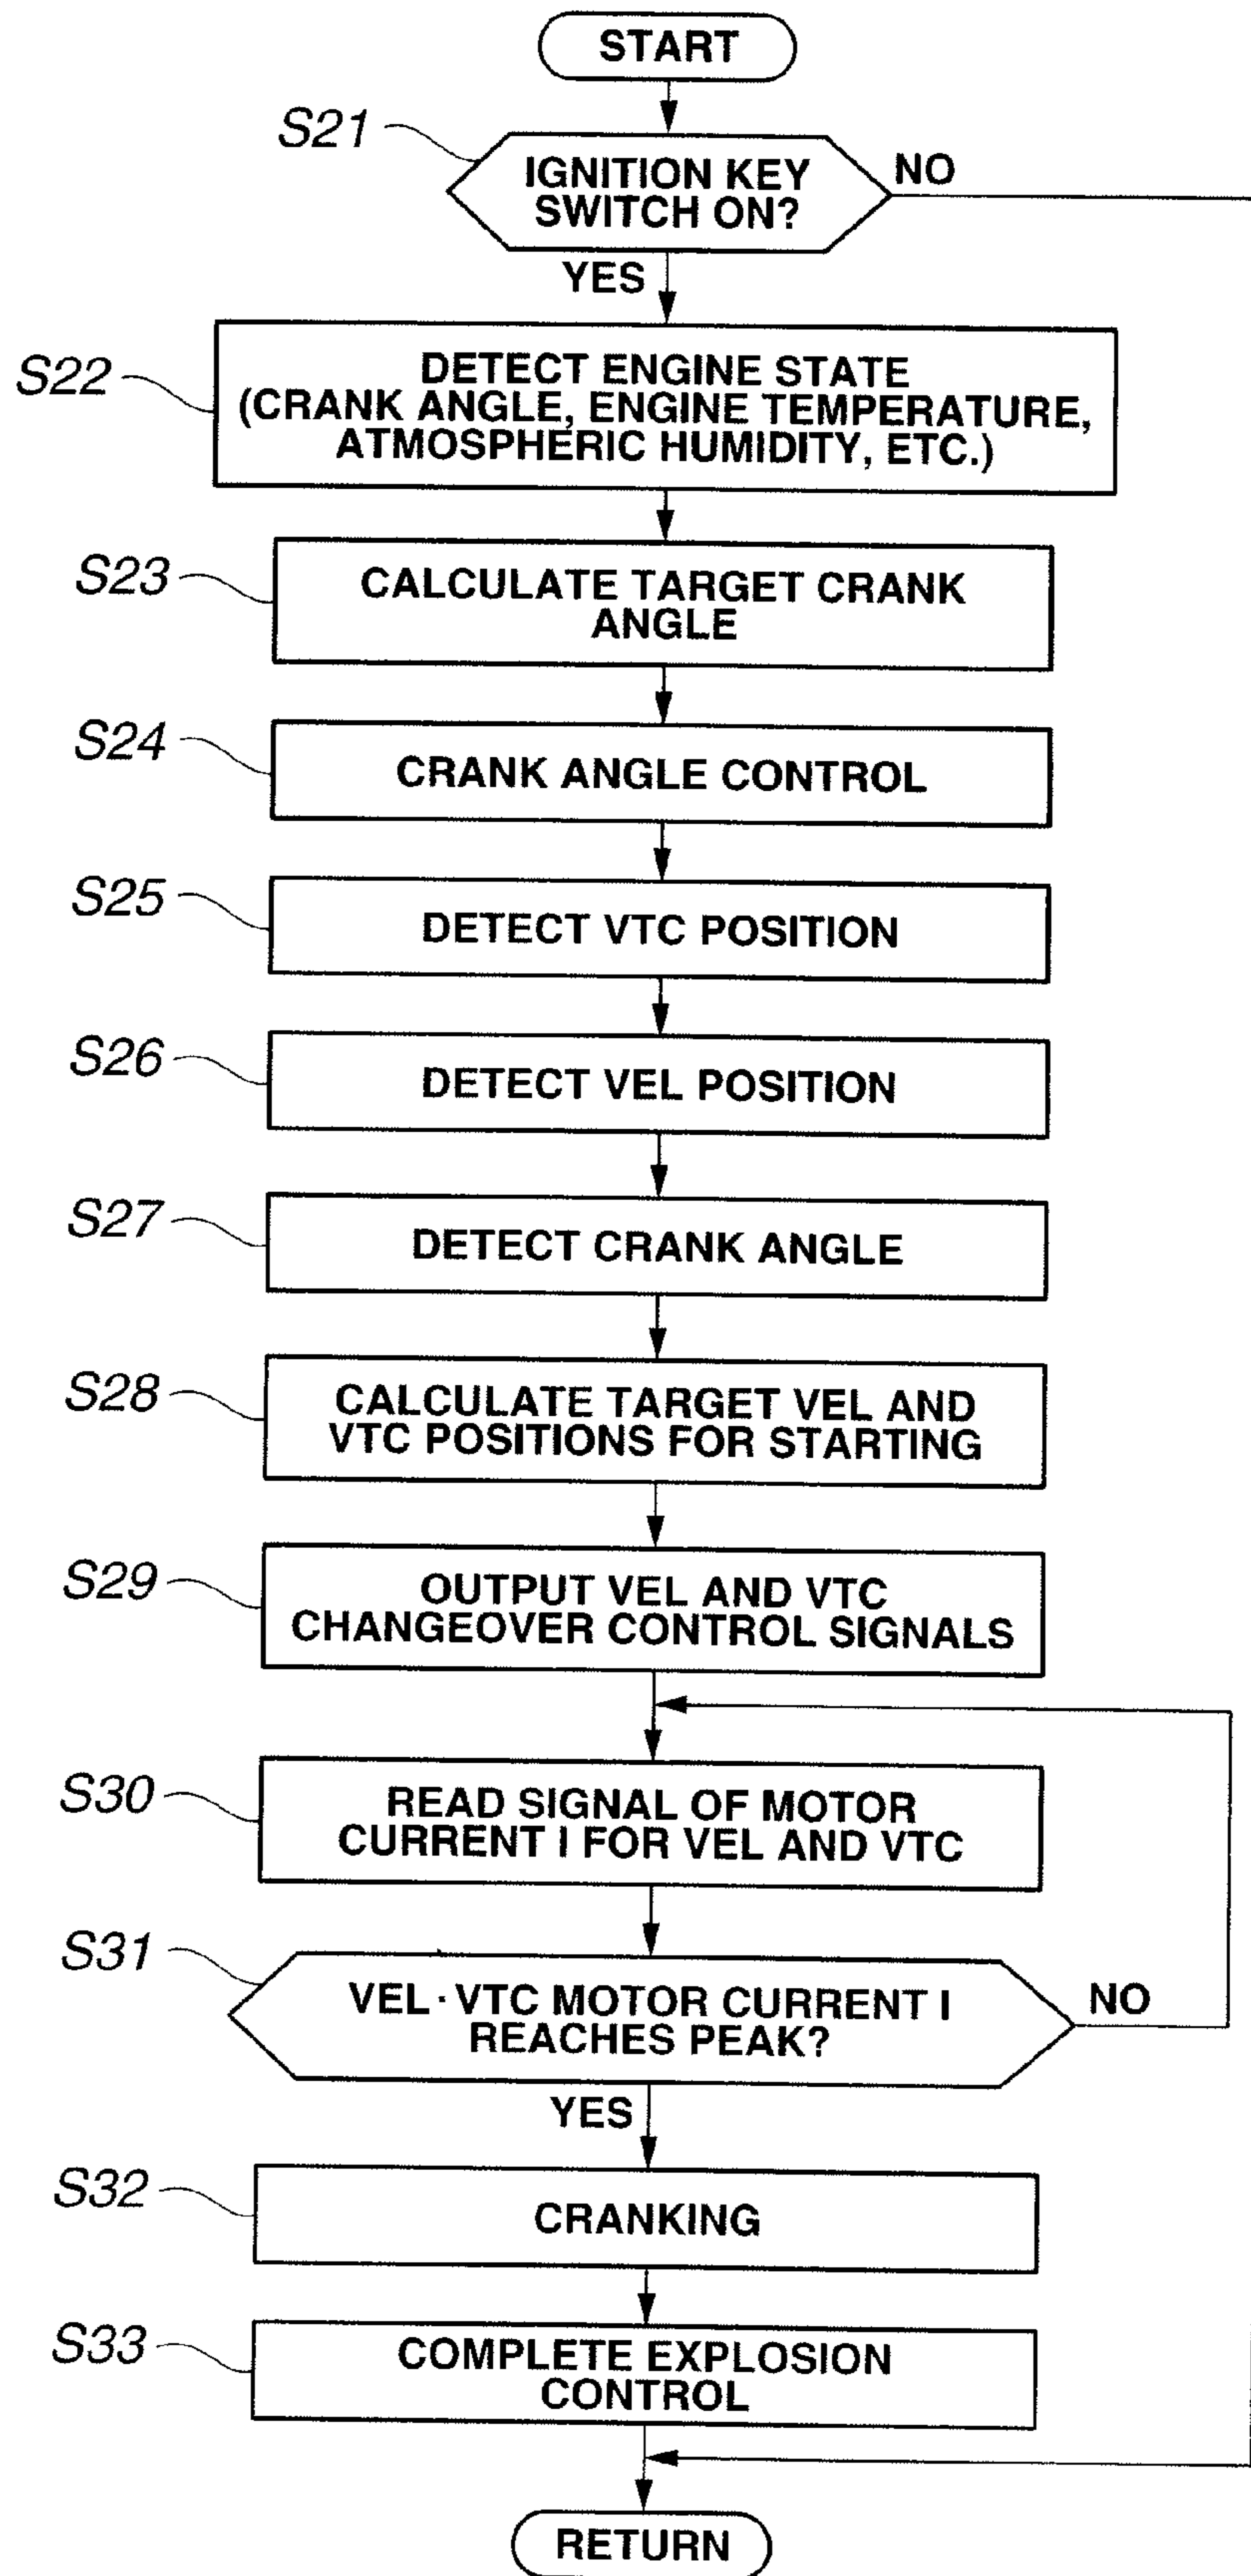 START
S21
IGNITION KEY
SWITCH ON?
NO
YES
S22
DETECT ENGINE STATE
(CRANK ANGLE, ENGINE TEMPERATURE,
ATMOSPHERIC HUMIDITY, ETC.)
S23
CALCULATE TARGET CRANK
ANGLE
S24
CRANK ANGLE CONTROL
S25
DETECT VTC POSITION
S26
DETECT VEL POSITION
S27
DETECT CRANK ANGLE
S28
CALCULATE TARGET VEL AND
VTC POSITIONS FOR STARTING
S29
OUTPUT VEL AND VTC
CHANGEOVER CONTROL SIGNALS
S30
READ SIGNAL OF MOTOR
CURRENT I FOR VEL AND VTC
S31
VEL·VTC MOTOR CURRENT I
REACHES PEAK?
NO
YES
S32
CRANKING
S33
COMPLETE EXPLOSION
CONTROL
RETURN